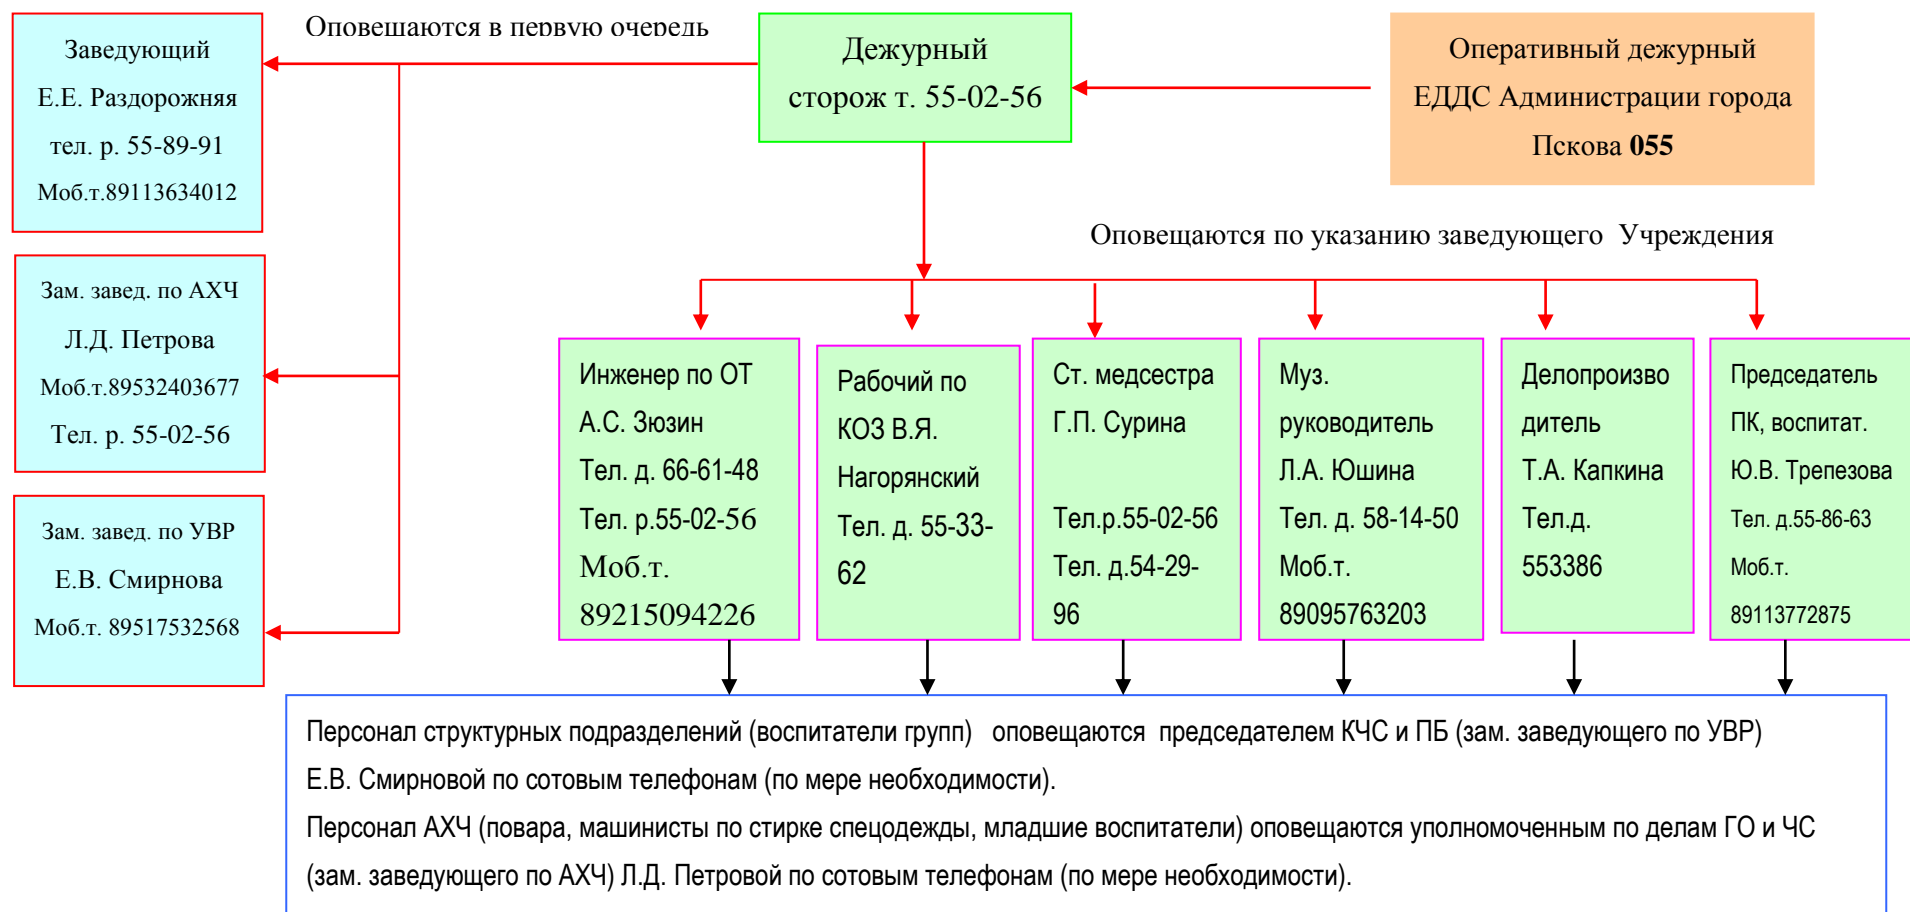 Оповещаются в первую очередь
Заведующий
Е.Е. Раздорожняя
тел. р. 55-89-91
Моб.т.89113634012
Дежурный
сторож т. 55-02-56
Оперативный дежурный
ЕДДС Администрации города
Пскова 055
Зам. завед. по АХЧ
Л.Д. Петрова
Моб.т.89532403677
Тел. р. 55-02-56
Зам. завед. по УВР
Е.В. Смирнова
Моб.т. 89517532568
Оповещаются по указанию заведующего  Учреждения
Инженер по ОТ
А.С. Зюзин
Тел. д. 66-61-48
Тел. р.55-02-56
Моб.т.
89215094226
Рабочий по
КОЗ В.Я.
Нагорянский
Тел. д. 55-33-
62
Ст. медсестра
Г.П. Сурина
Тел.р.55-02-56
Тел. д.54-29-
96
Муз.
руководитель
Л.А. Юшина
Тел. д. 58-14-50
Моб.т.
89095763203
Делопроизво
дитель
Т.А. Капкина
Тел.д.
553386
Председатель
ПК, воспитат.
Ю.В. Трепезова
Тел. д.55-86-63
Моб.т.
89113772875
Персонал структурных подразделений (воспитатели групп)   оповещаются  председателем КЧС и ПБ (зам. заведующего по УВР)
Е.В. Смирновой по сотовым телефонам (по мере необходимости).
Персонал АХЧ (повара, машинисты по стирке спецодежды, младшие воспитатели) оповещаются уполномоченным по делам ГО и ЧС
(зам. заведующего по АХЧ) Л.Д. Петровой по сотовым телефонам (по мере необходимости).